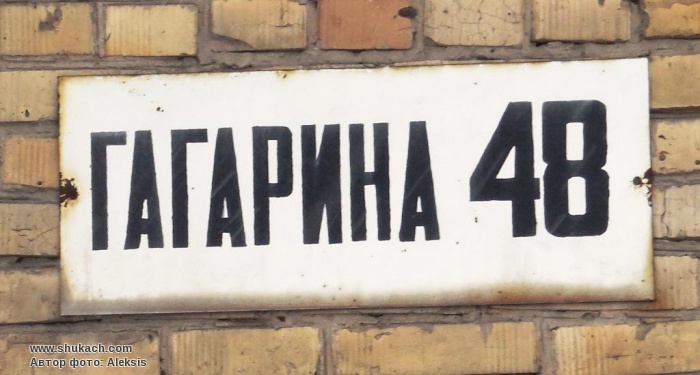 ГАГАРИНА 48
www.shukach.com
Автор фото: Aleksis